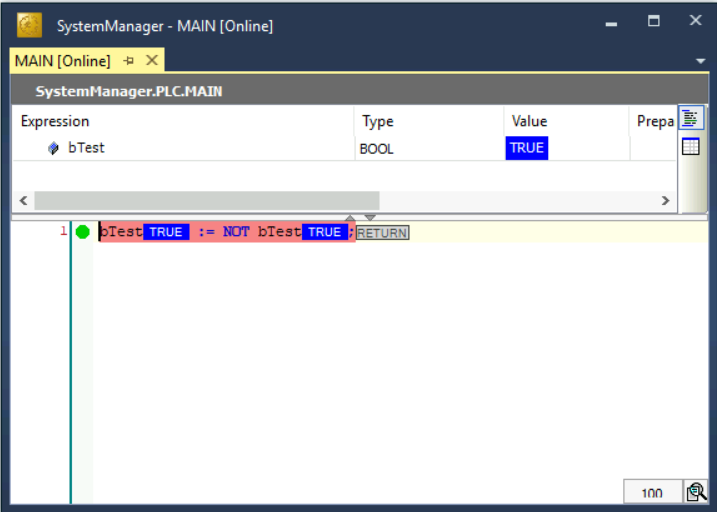 SystemManager - MAIN [Online]
MAIN [Online]
SystemManager.PLC.MAIN
Expression Type Value Prepa
bTest BOOL TRUE
1 bTest TRUE := NOT bTest TRUE ; RETURN
100